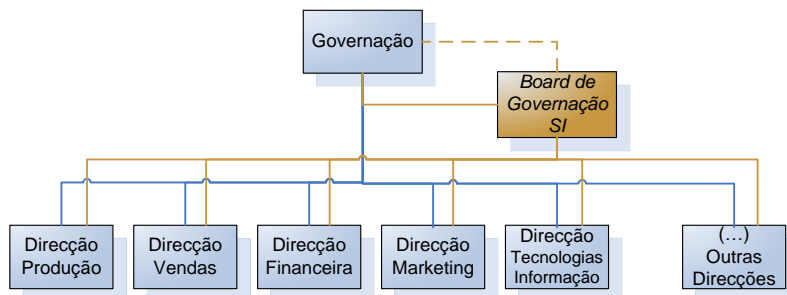 Governação
Board de
Governação
SI
Direcção
Produção
Direcção
Vendas
Direcção
Financeira
Direcção
Marketing
Direcção
Tecnologias
Informação
(...)
Outras
Direcções